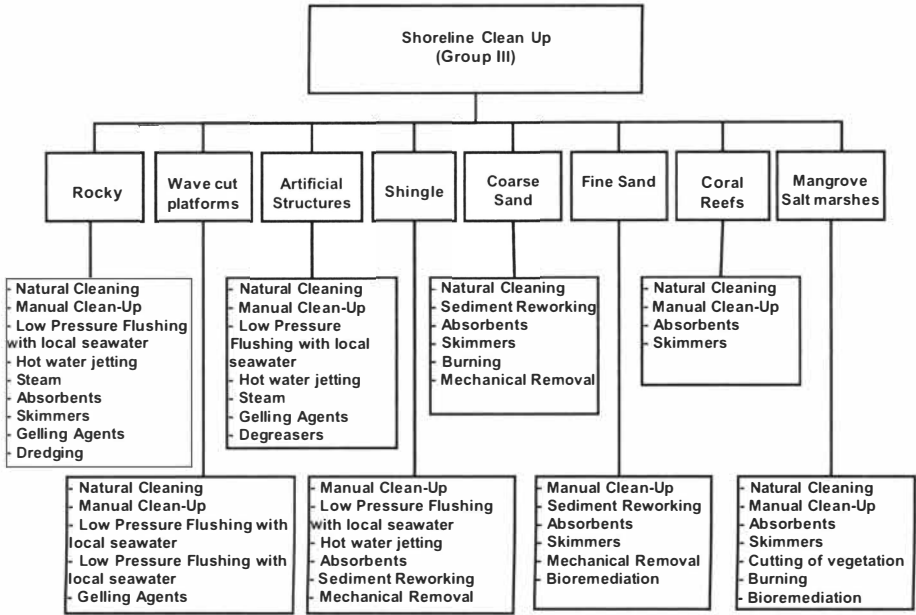 Shoreline Clean Up
(Group III)
Rocky
Wave cut
platforms
Artificial
Structures
Shingle
Coarse
Sand
Fine Sand
Coral
Reefs
Mangrove
Salt marshes
- Natural Cleaning
- Manual Clean-Up
- Low Pressure Flushing
with local seawater
- Hot water jetting
- Steam
- Absorbents
- Skimmers
- Gelling Agents
- Dredging
- Natural Cleaning
- Manual Clean-Up
- Low Pressure
Flushing with local
seawater
- Hot water jetting
- Steam
- Gelling Agents
- Degreasers
- Natural Cleaning
- Sediment Reworking
- Absorbents
- Skimmers
- Burning
- Mechanical Removal
- Natural Cleaning
- Manual Clean-Up
- Absorbents
- Skimmers
- Natural Cleaning
- Manual Clean-Up
- Low Pressure Flushing with
local seawater
- Low Pressure Flushing with
local seawater
- Gelling Agents
- Manual Clean-Up
- Low Pressure Flushing
with local seawater
- Hot water jetting
- Absorbents
- Sediment Reworking
- Mechanical Removal
- Manual Clean-Up
- Sediment Reworking
- Absorbents
- Skimmers
- Mechanical Removal
- Bioremediation
- Natural Cleaning
- Manual Clean-Up
- Absorbents
- Skimmers
- Cutting of vegetation
- Burning
- Bioremediation